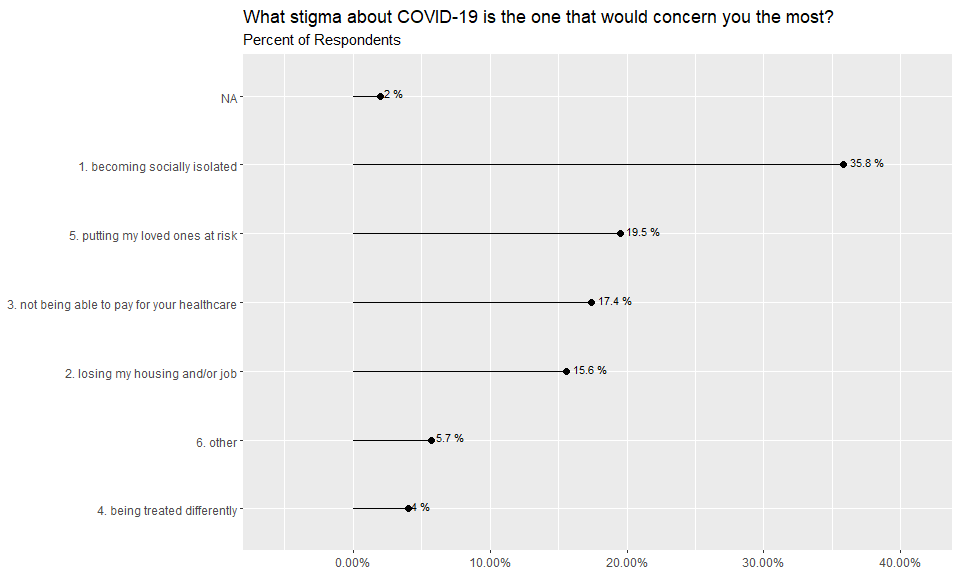 What stigma about COVID-19 is the one that would concern you the most?
Percent of Respondents
NA
2 %
1. becoming socially isolated
35.8 %
5. putting my loved ones at risk
19.5 %
3. not being able to pay for your healthcare
17.4 %
2. losing my housing and/or job
15.6 %
6. other
5.7 %
4. being treated differently
4 %
0.00%
10.00%
20.00%
30.00%
40.00%